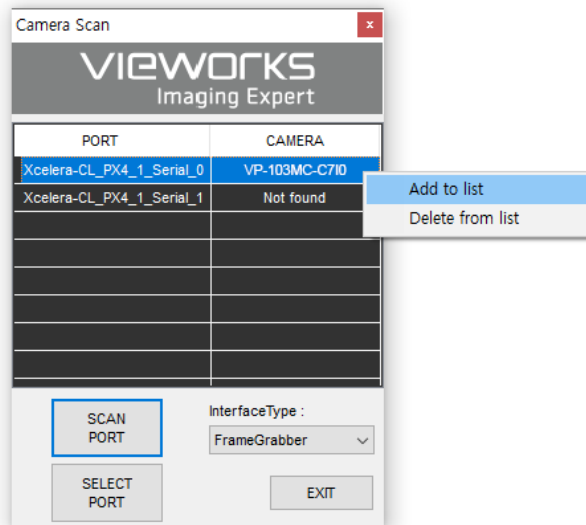 Camera Scan
x
VIEWORKS
Imaging Expert
PORT CAMERA
Xcelera-CL_PX4_1_Serial_0 VP-103MC-C7I0
Xcelera-CL_PX4_1_Serial_1 Not found
Add to list
Delete from list
SCAN
PORT
InterfaceType :
FrameGrabber
SELECT
PORT
EXIT